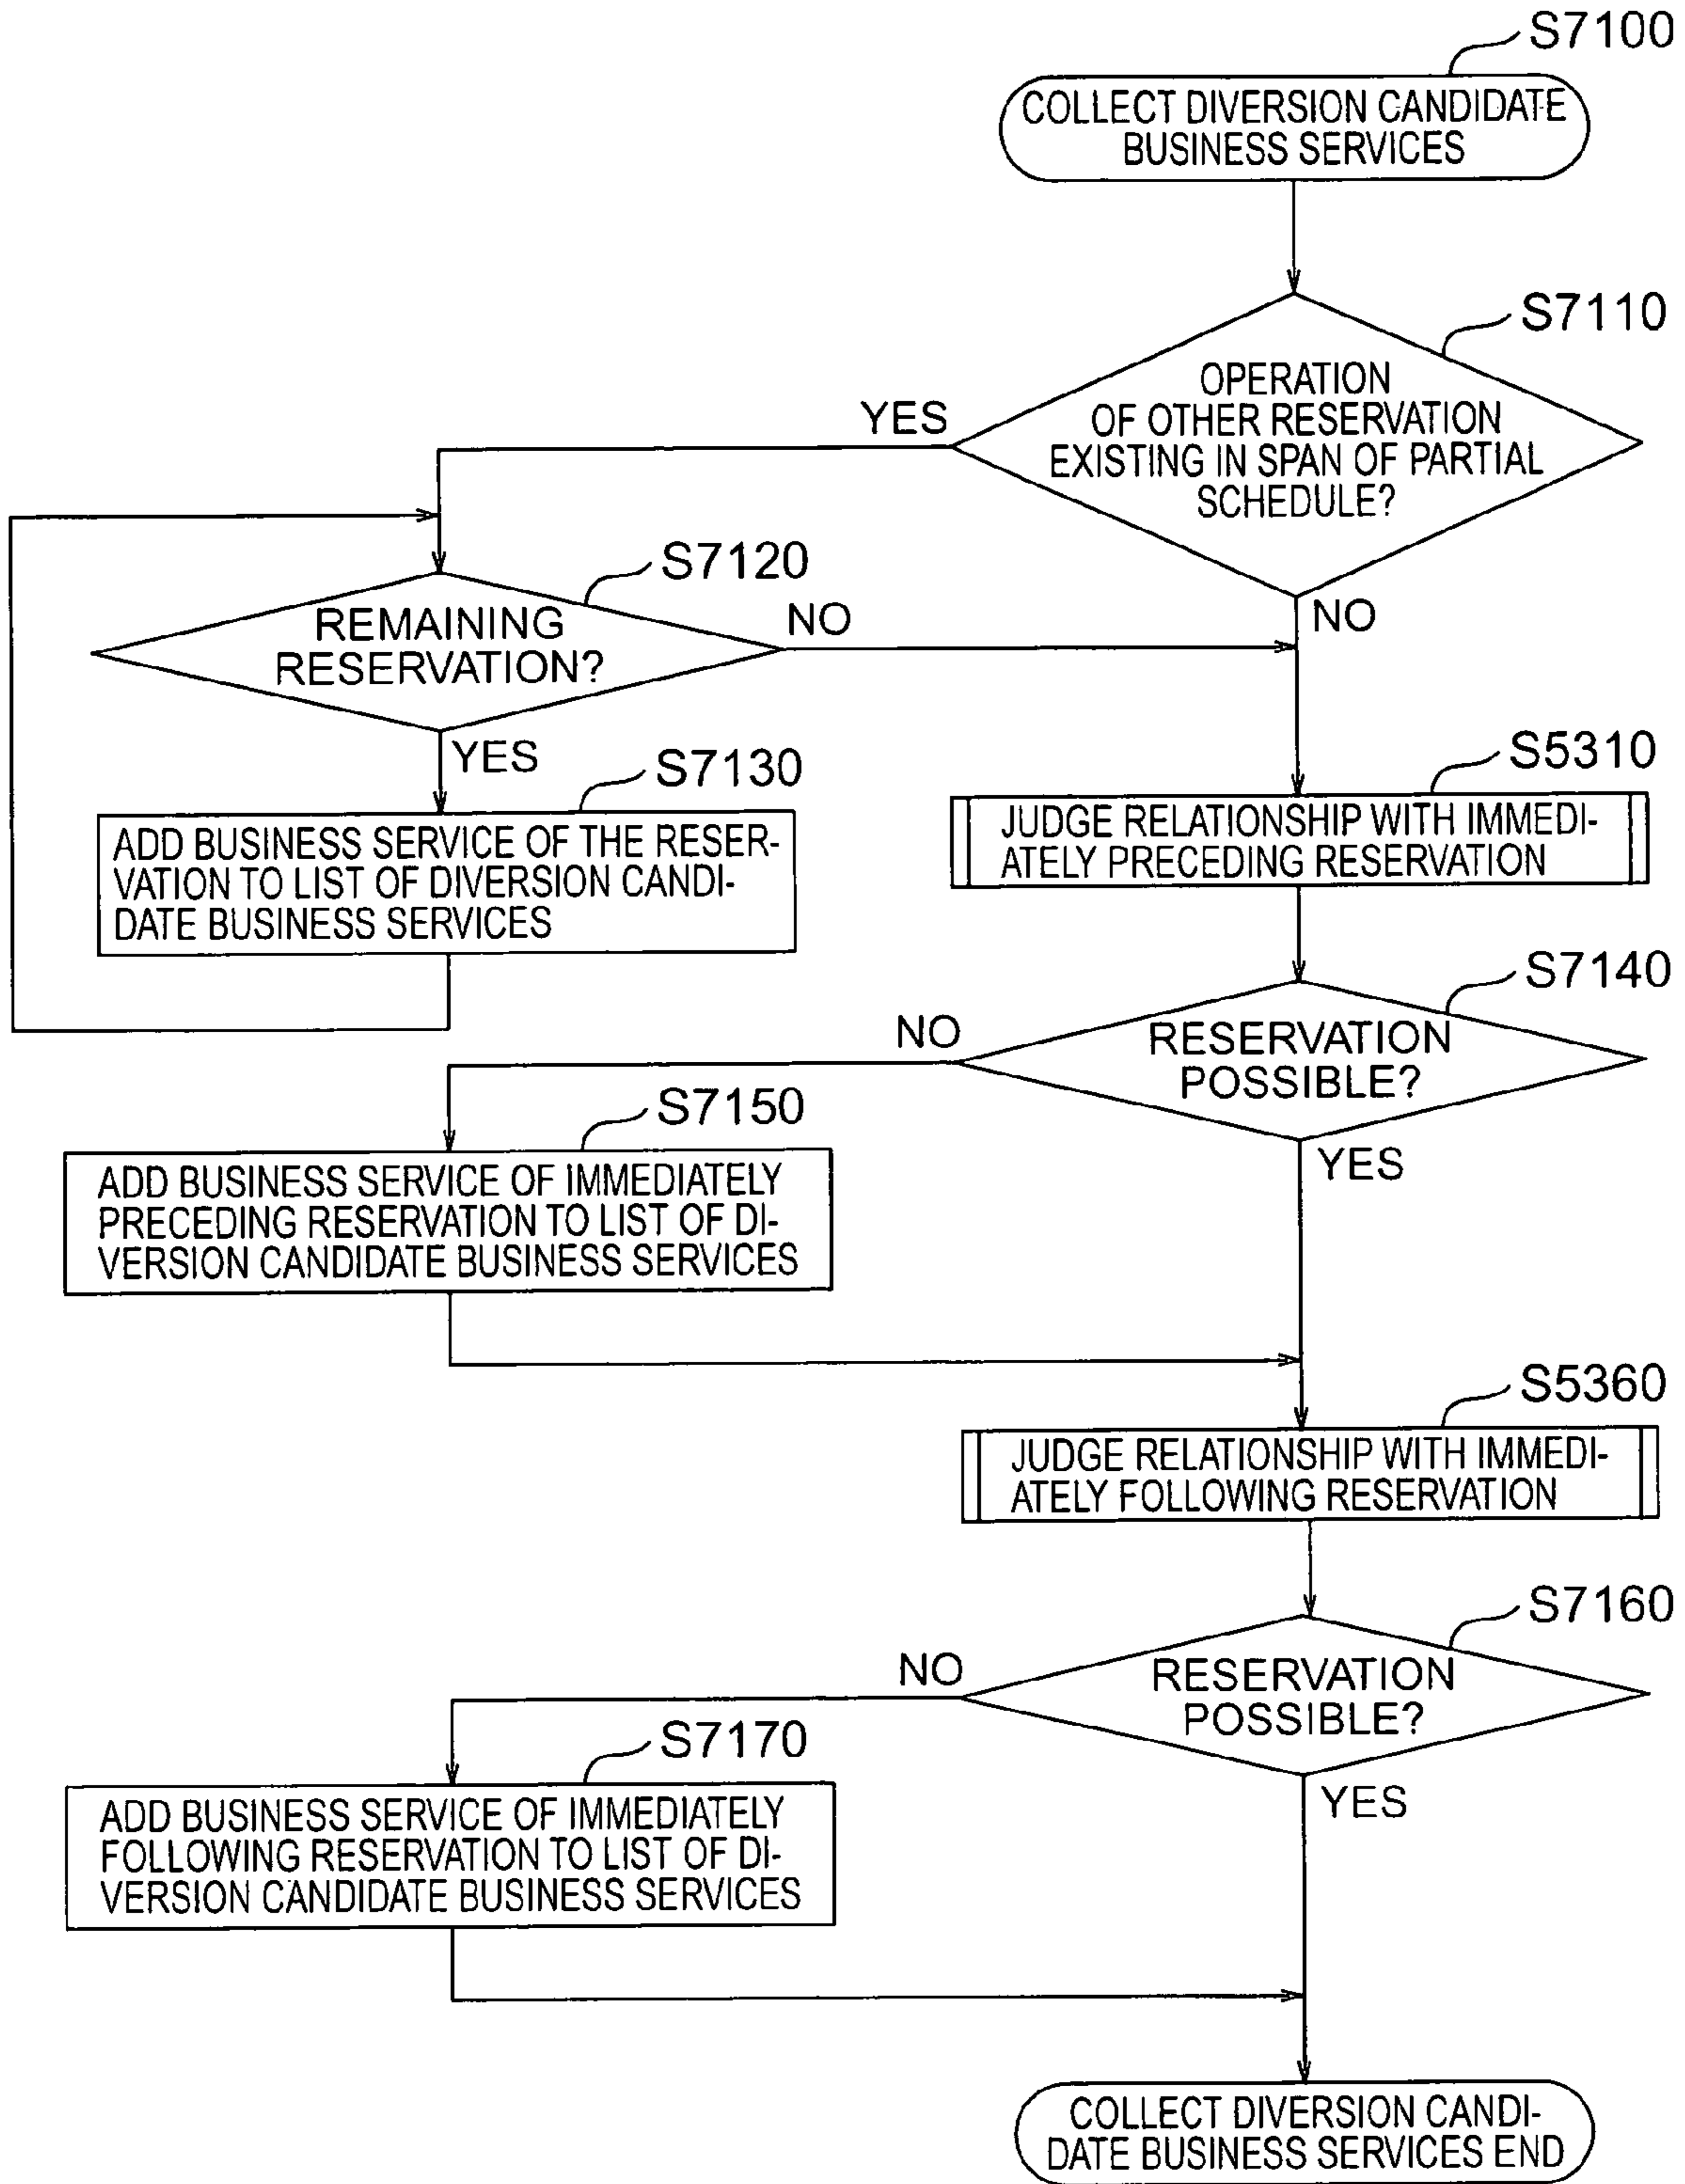 S7100
COLLECT DIVERSION CANDIDATE
BUSINESS SERVICES
S7110
OPERATION
OF OTHER RESERVATION
EXISTING IN SPAN OF PARTIAL
SCHEDULE?
YES
NO
S7120
REMAINING
RESERVATION?
NO
YES
S7130
ADD BUSINESS SERVICE OF THE RESER-
VATION TO LIST OF DIVERSION CANDI-
DATE BUSINESS SERVICES
S5310
JUDGE RELATIONSHIP WITH IMMEDI-
ATELY PRECEDING RESERVATION
S7140
RESERVATION
POSSIBLE?
NO
YES
S7150
ADD BUSINESS SERVICE OF IMMEDIATELY
PRECEDING RESERVATION TO LIST OF DI-
VERSION CANDIDATE BUSINESS SERVICES
S5360
JUDGE RELATIONSHIP WITH IMMEDI-
ATELY FOLLOWING RESERVATION
S7160
RESERVATION
POSSIBLE?
NO
YES
S7170
ADD BUSINESS SERVICE OF IMMEDIATELY
FOLLOWING RESERVATION TO LIST OF DI-
VERSION CANDIDATE BUSINESS SERVICES
COLLECT DIVERSION CANDI-
DATE BUSINESS SERVICES END